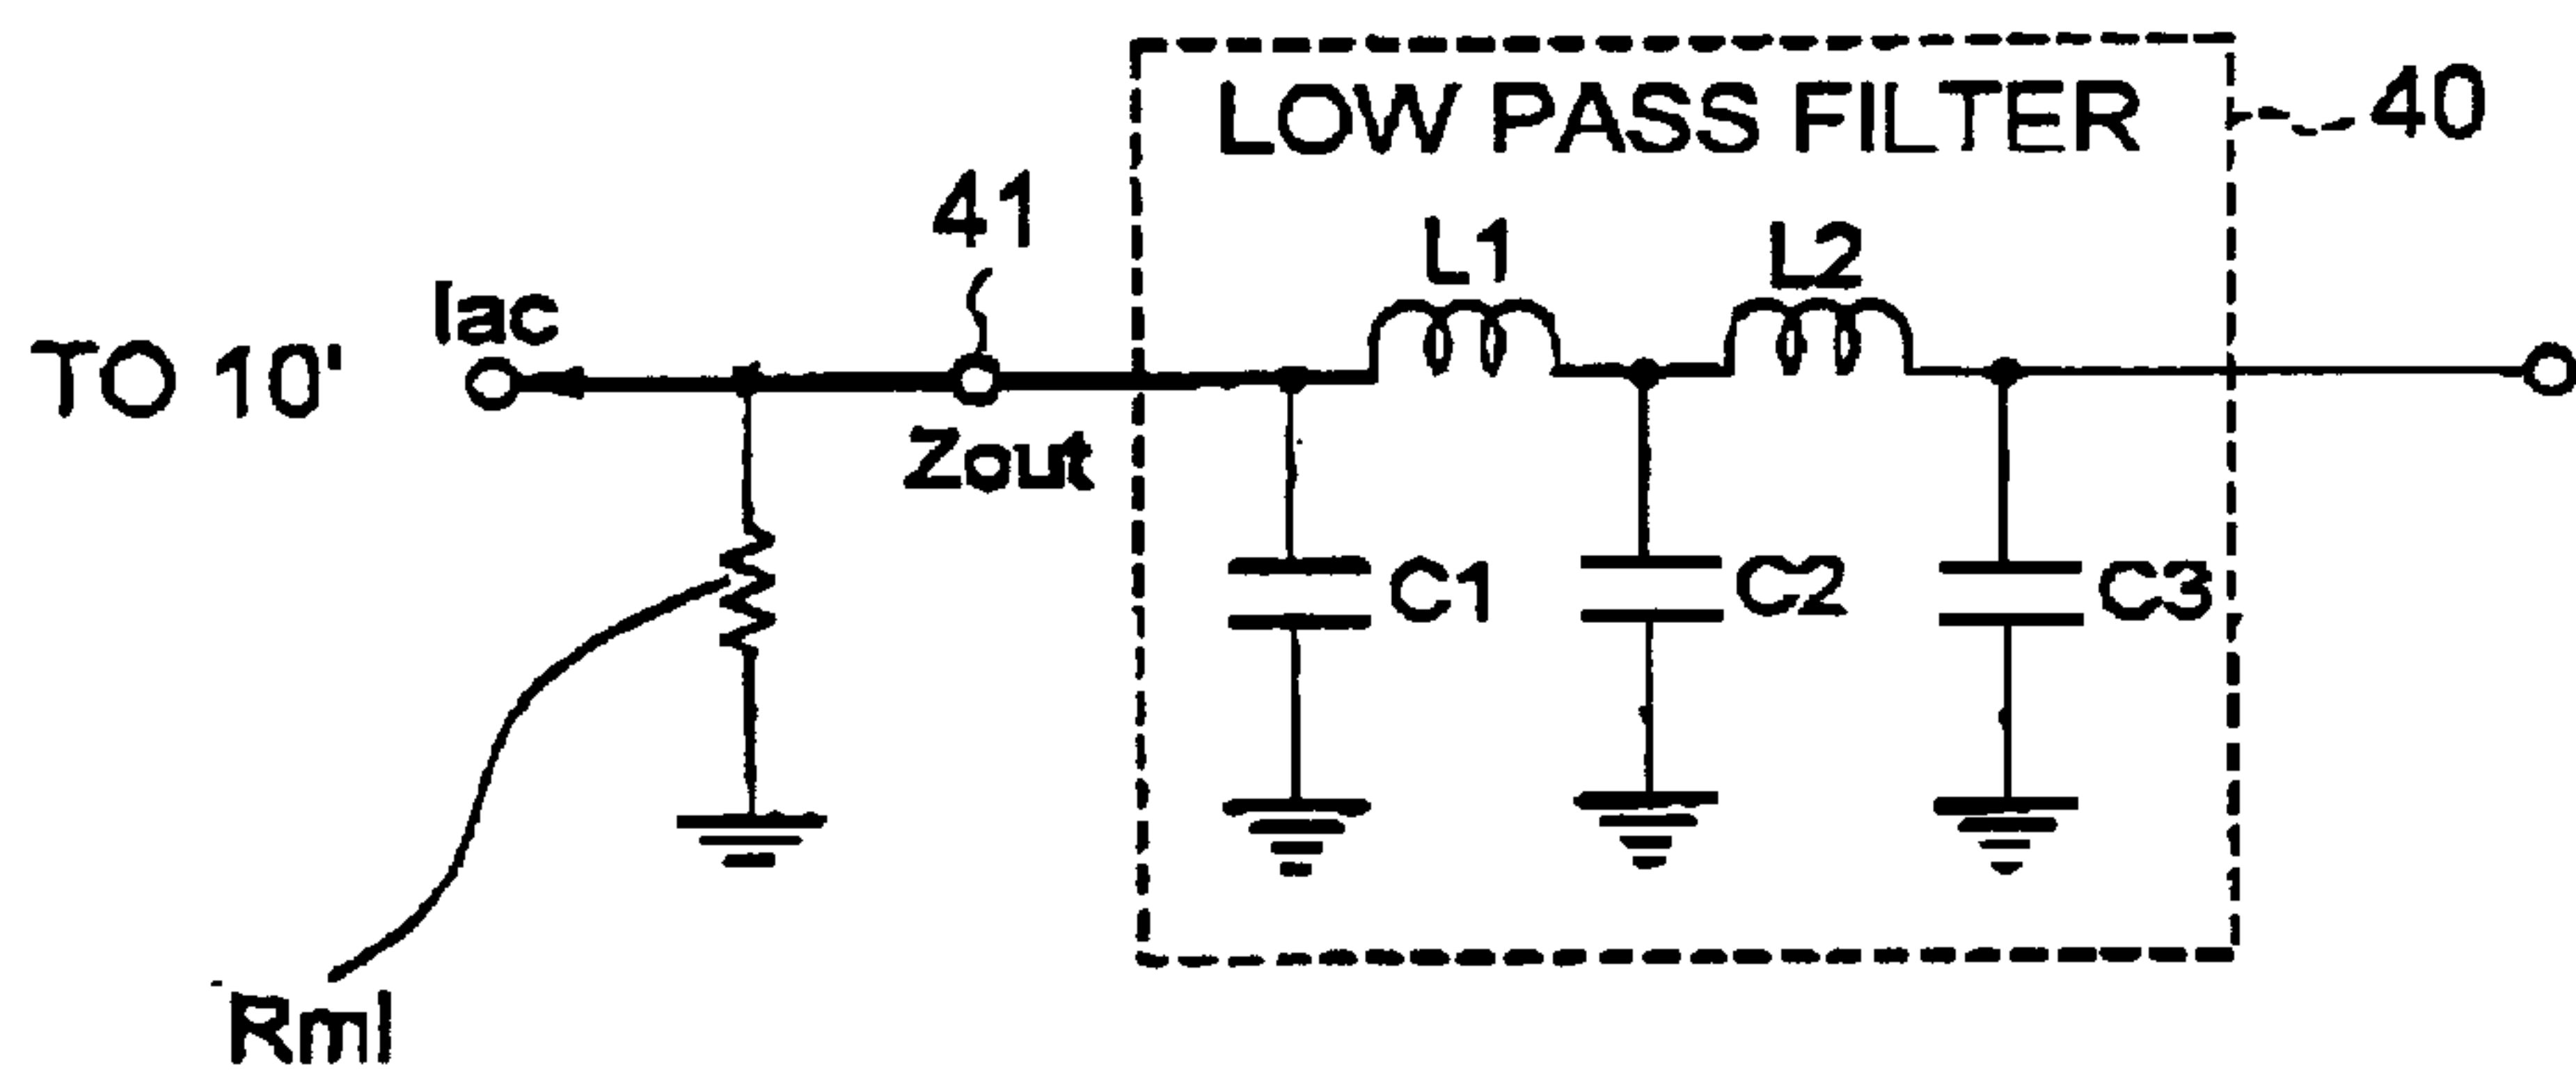 LOW PASS FILTER
40
41
L1
L2
Iac
TO 10'
Zout
C1
C2
C3
Rml